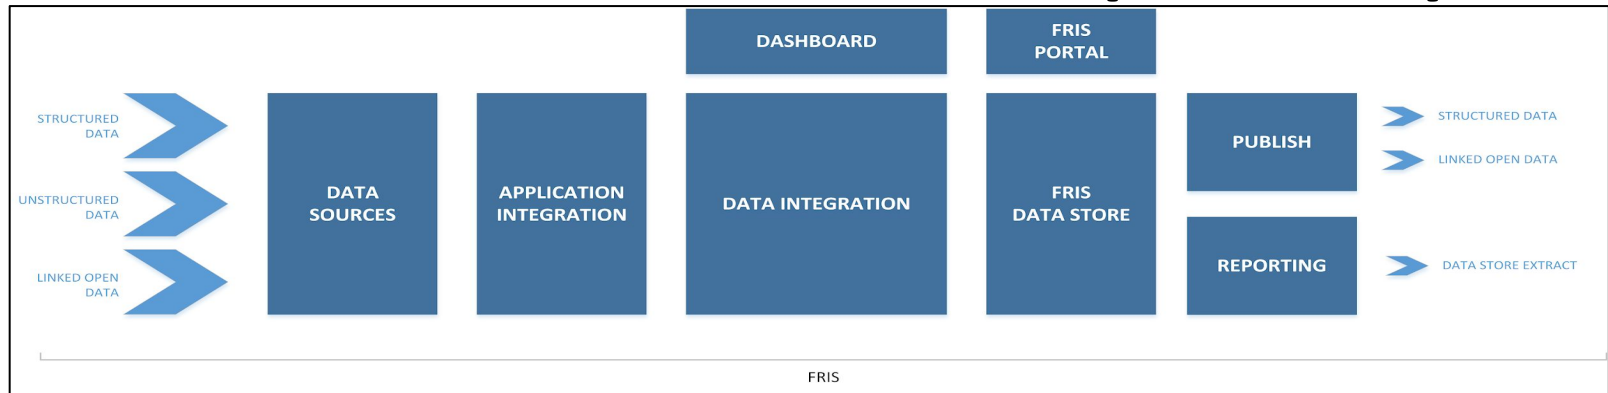 DASHBOARD
FRIS
PORTAL
STRUCTURED
DATA
UNSTRUCTURED
DATA
LINKED OPEN
DATA
DATA
SOURCES
APPLICATION
INTEGRATION
DATA INTEGRATION
FRIS
DATA STORE
PUBLISH
REPORTING
STRUCTURED DATA
LINKED OPEN DATA
DATA STORE EXTRACT
FRIS